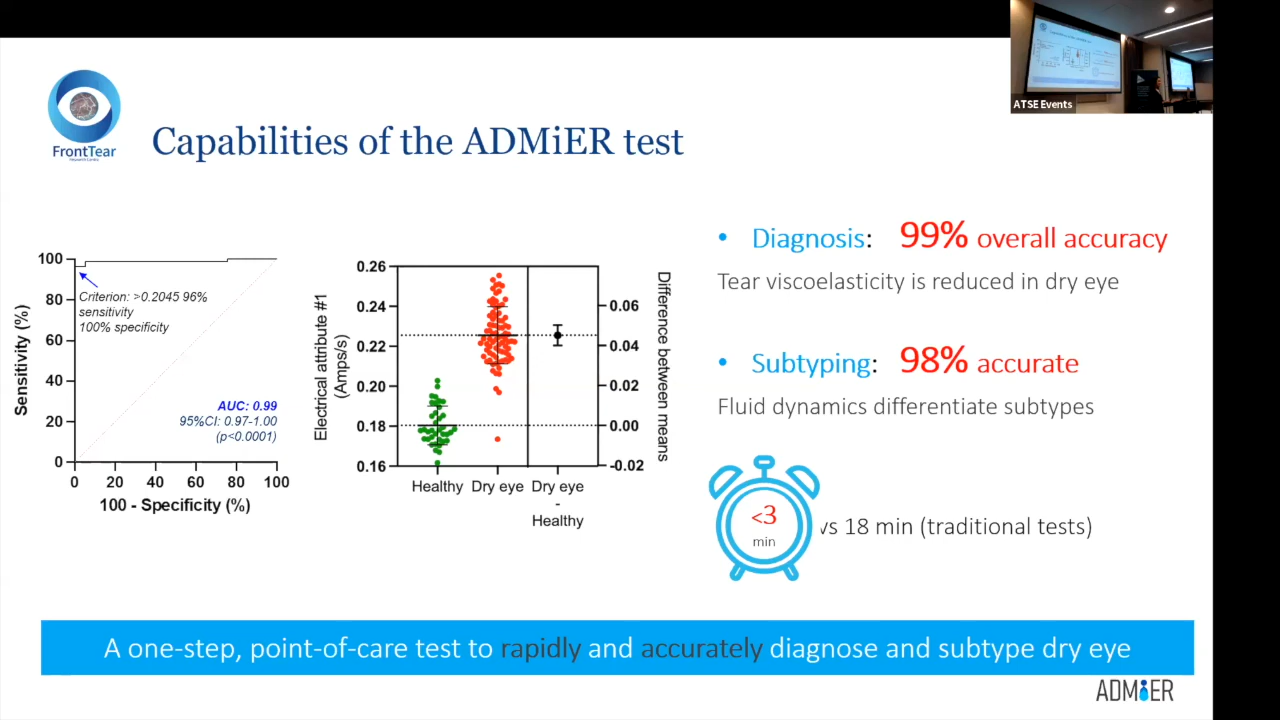 ATSE Events
FrontTear
Capabilities of the ADMiER test
100
80
60
40
20
0
Sensitivity (%)
Criterion: >0.2045 96%
sensitivity
100% specificity
AUC: 0.99
95%CI: 0.97-1.00
(p<0.0001)
0 20 40 60 80 100
100 - Specificity (%)
Electrical attribute #1
(Amps/s)
0.26
0.24
0.22
0.20
0.18
0.16
Healthy Dry eye Dry eye
-
Healthy
0.06
0.04
0.02
0.00
-0.02
Difference between means
• Diagnosis: 99% overall accuracy
Tear viscoelasticity is reduced in dry eye
• Subtyping: 98% accurate
Fluid dynamics differentiate subtypes
<3
min
vs 18 min (traditional tests)
A one-step, point-of-care test to rapidly and accurately diagnose and subtype dry eye
ADMiER